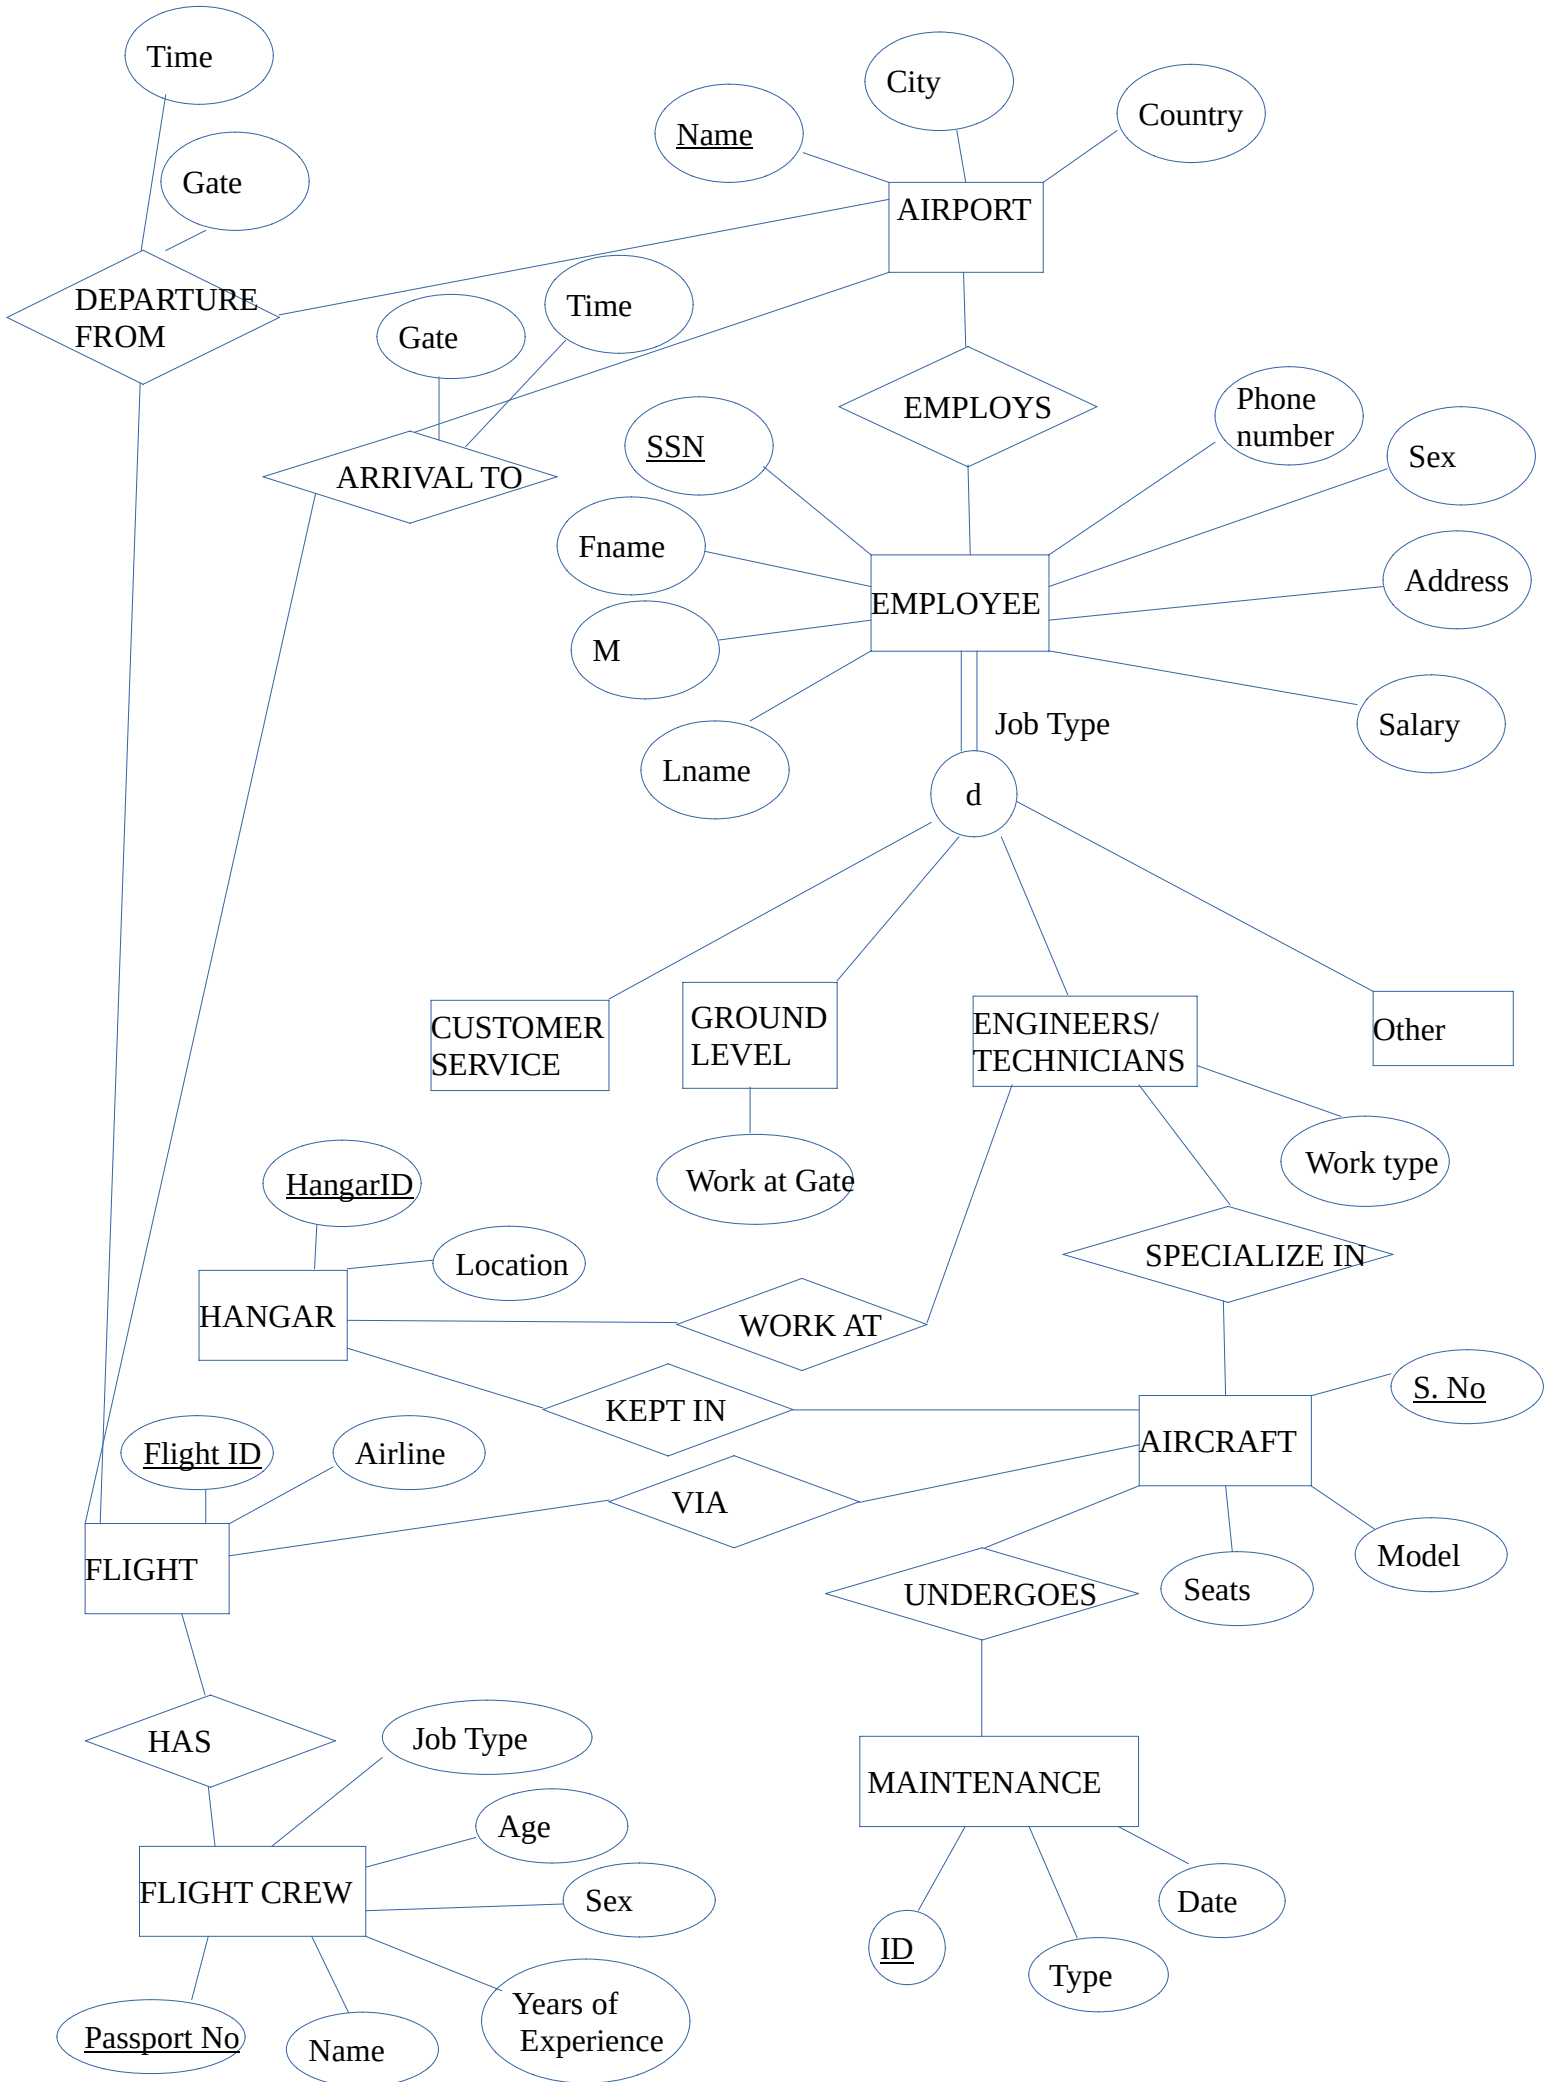 Time
City
Country
Name
Gate
AIRPORT
DEPARTURE
FROM
Time
Gate
EMPLOYS
Phone
number
SSN
Sex
ARRIVAL TO
Fname
Address
EMPLOYEE
M
Job Type
Salary
Lname
d
CUSTOMER
SERVICE
GROUND
LEVEL
ENGINEERS/
TECHNICIANS
Other
HangarID
Work at Gate
Work type
Location
SPECIALIZE IN
HANGAR
WORK AT
S. No
KEPT IN
Flight ID
Airline
AIRCRAFT
VIA
FLIGHT
Model
UNDERGOES
Seats
HAS
Job Type
MAINTENANCE
Age
FLIGHT CREW
Sex
Date
ID
Type
Years of
Experience
Passport No
Name